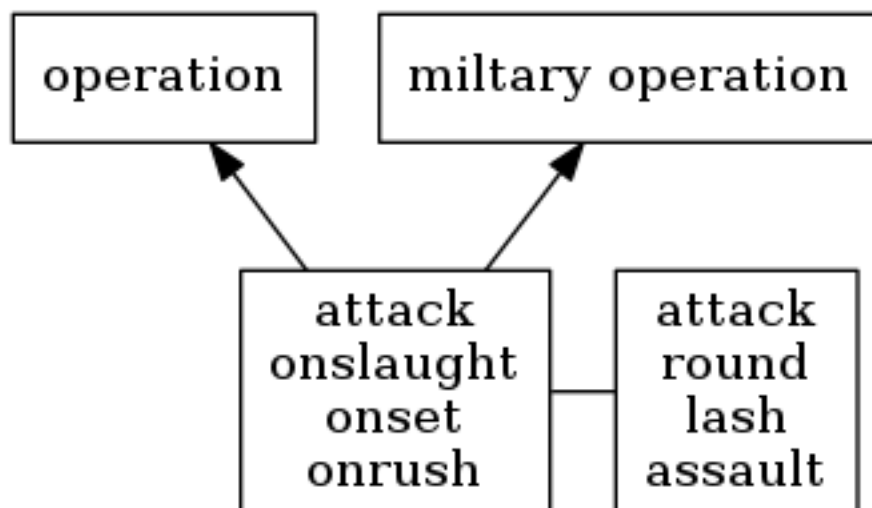 operation
miltary operation
attack
onslaught
onset
onrush
attack
round
lash
assault